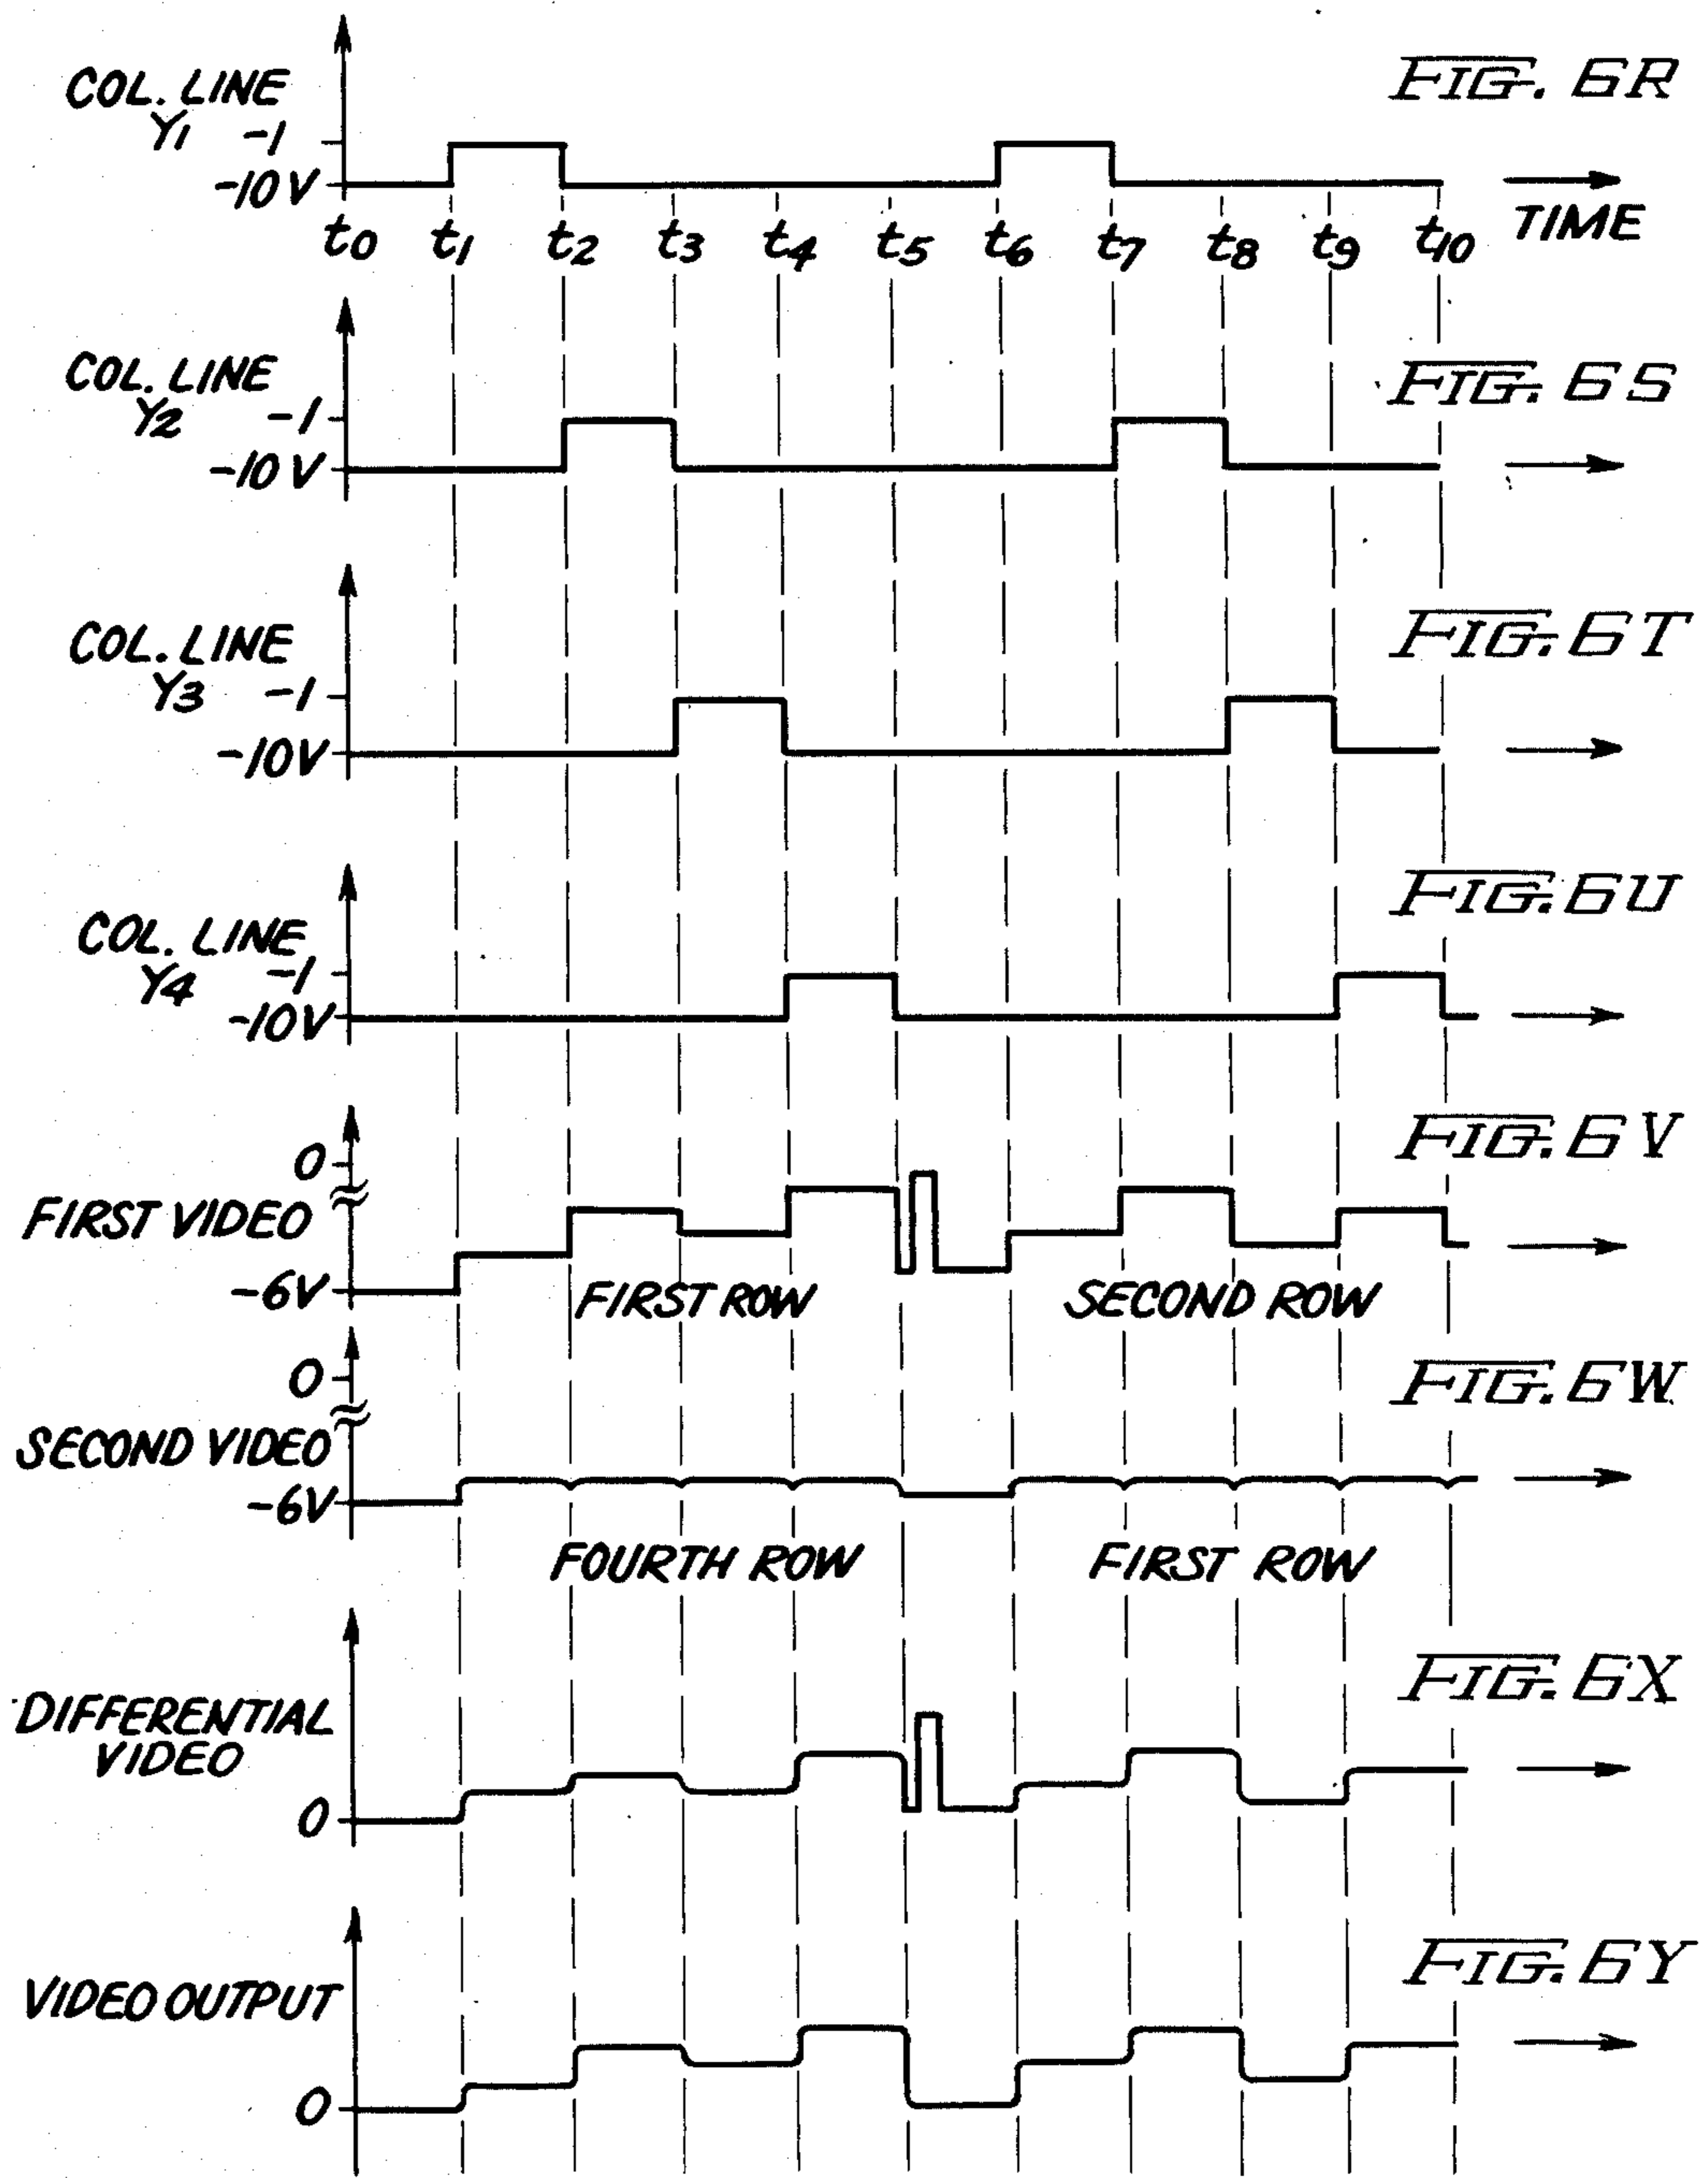 FIG. 6R
COL. LINE
Y1 -1
-10V
t0 t1 t2 t3 t4 t5 t6 t7 t8 t9 t10 TIME
FIG. 6S
COL. LINE
Y2 -1
-10V
FIG. 6T
COL. LINE
Y3 -1
-10V
FIG. 6U
COL. LINE
Y4 -1
-10V
FIG. 6V
0
FIRST VIDEO
-6V
FIRST ROW SECOND ROW
FIG. 6W
0
SECOND VIDEO
-6V
FOURTH ROW FIRST ROW
FIG. 6X
DIFFERENTIAL
VIDEO
0
FIG. 6Y
VIDEO OUTPUT
0